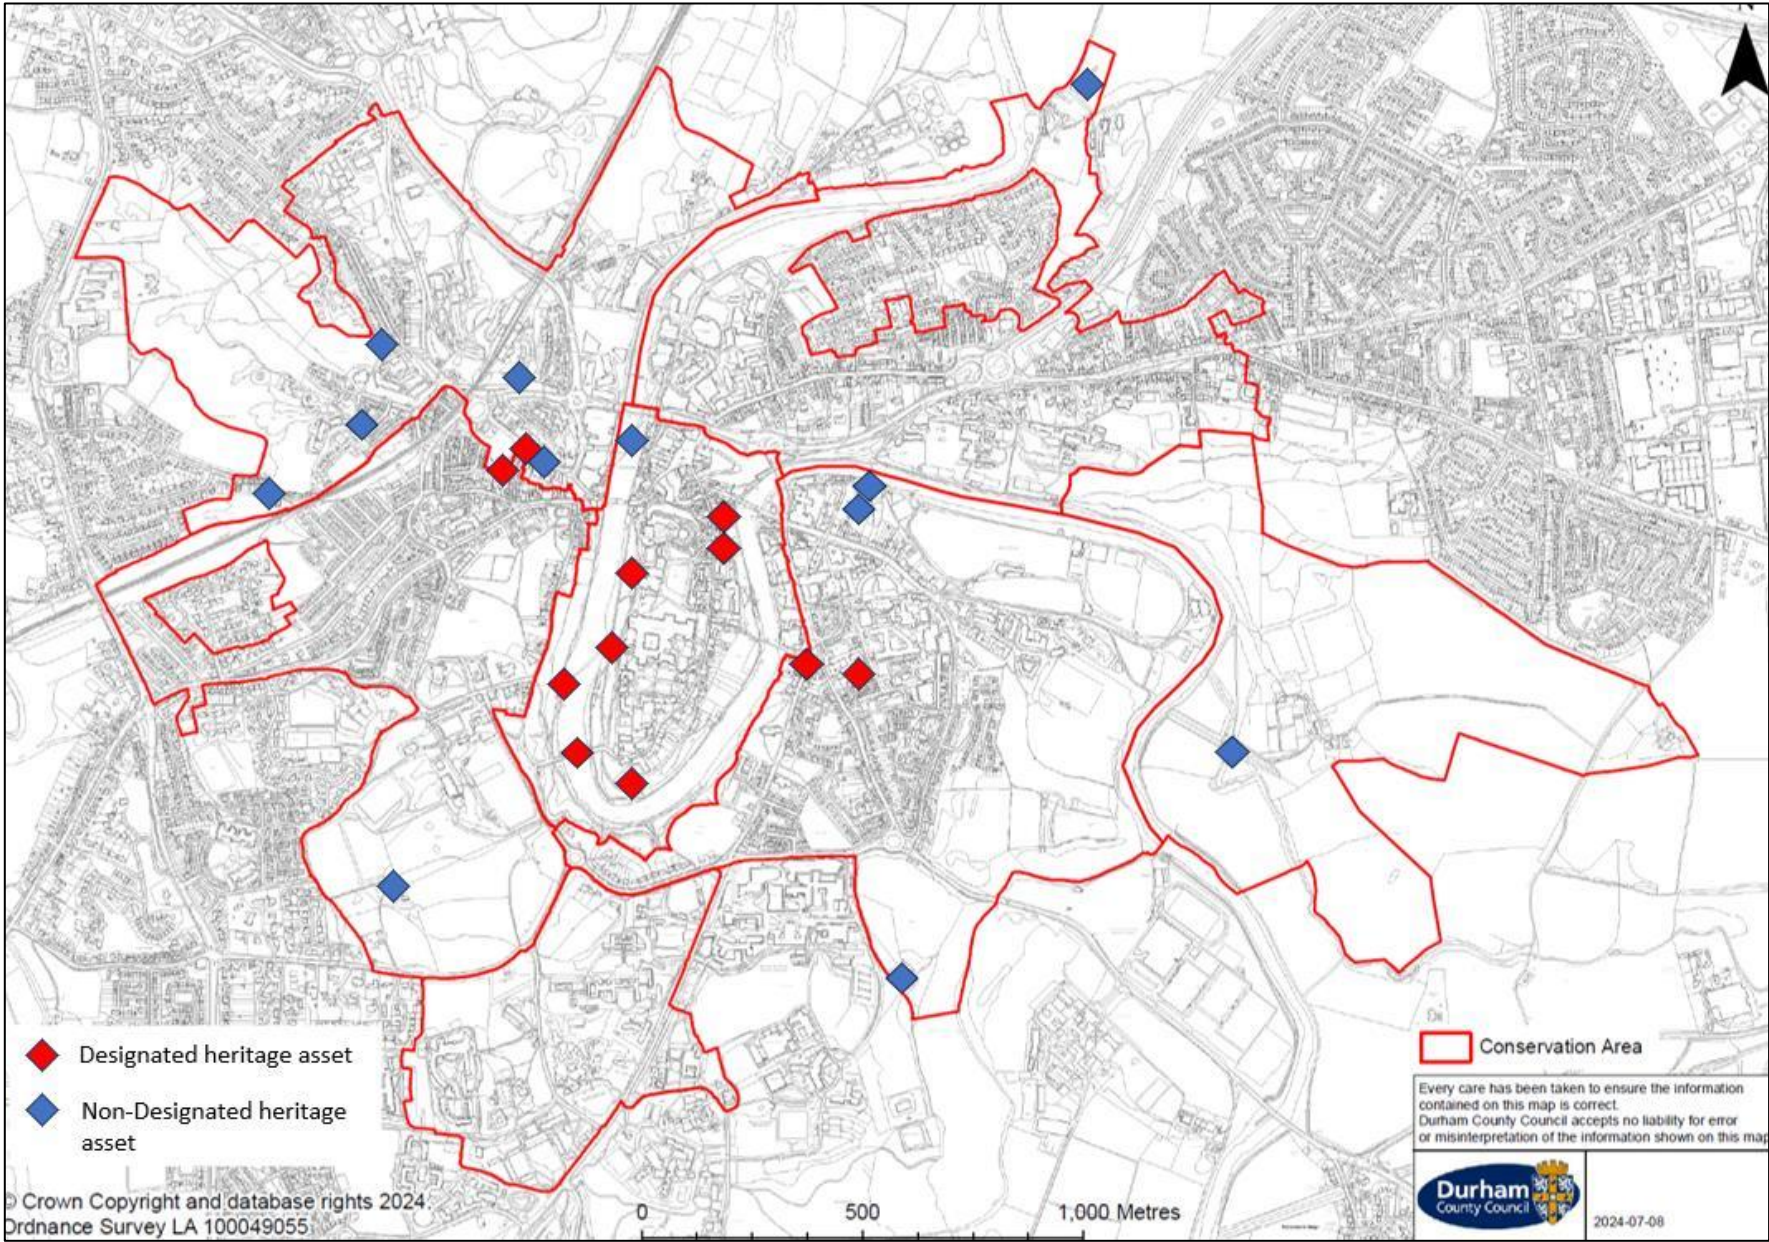 N
Designated heritage asset
Non-Designated heritage
asset
© Crown Copyright and database rights 2024.
Ordnance Survey LA 100049055
0 500 1,000 Metres
Conservation Area
Every care has been taken to ensure the information
contained on this map is correct.
Durham County Council accepts no liability for error
or misinterpretation of the information shown on this map
Durham
County Council
2024-07-08